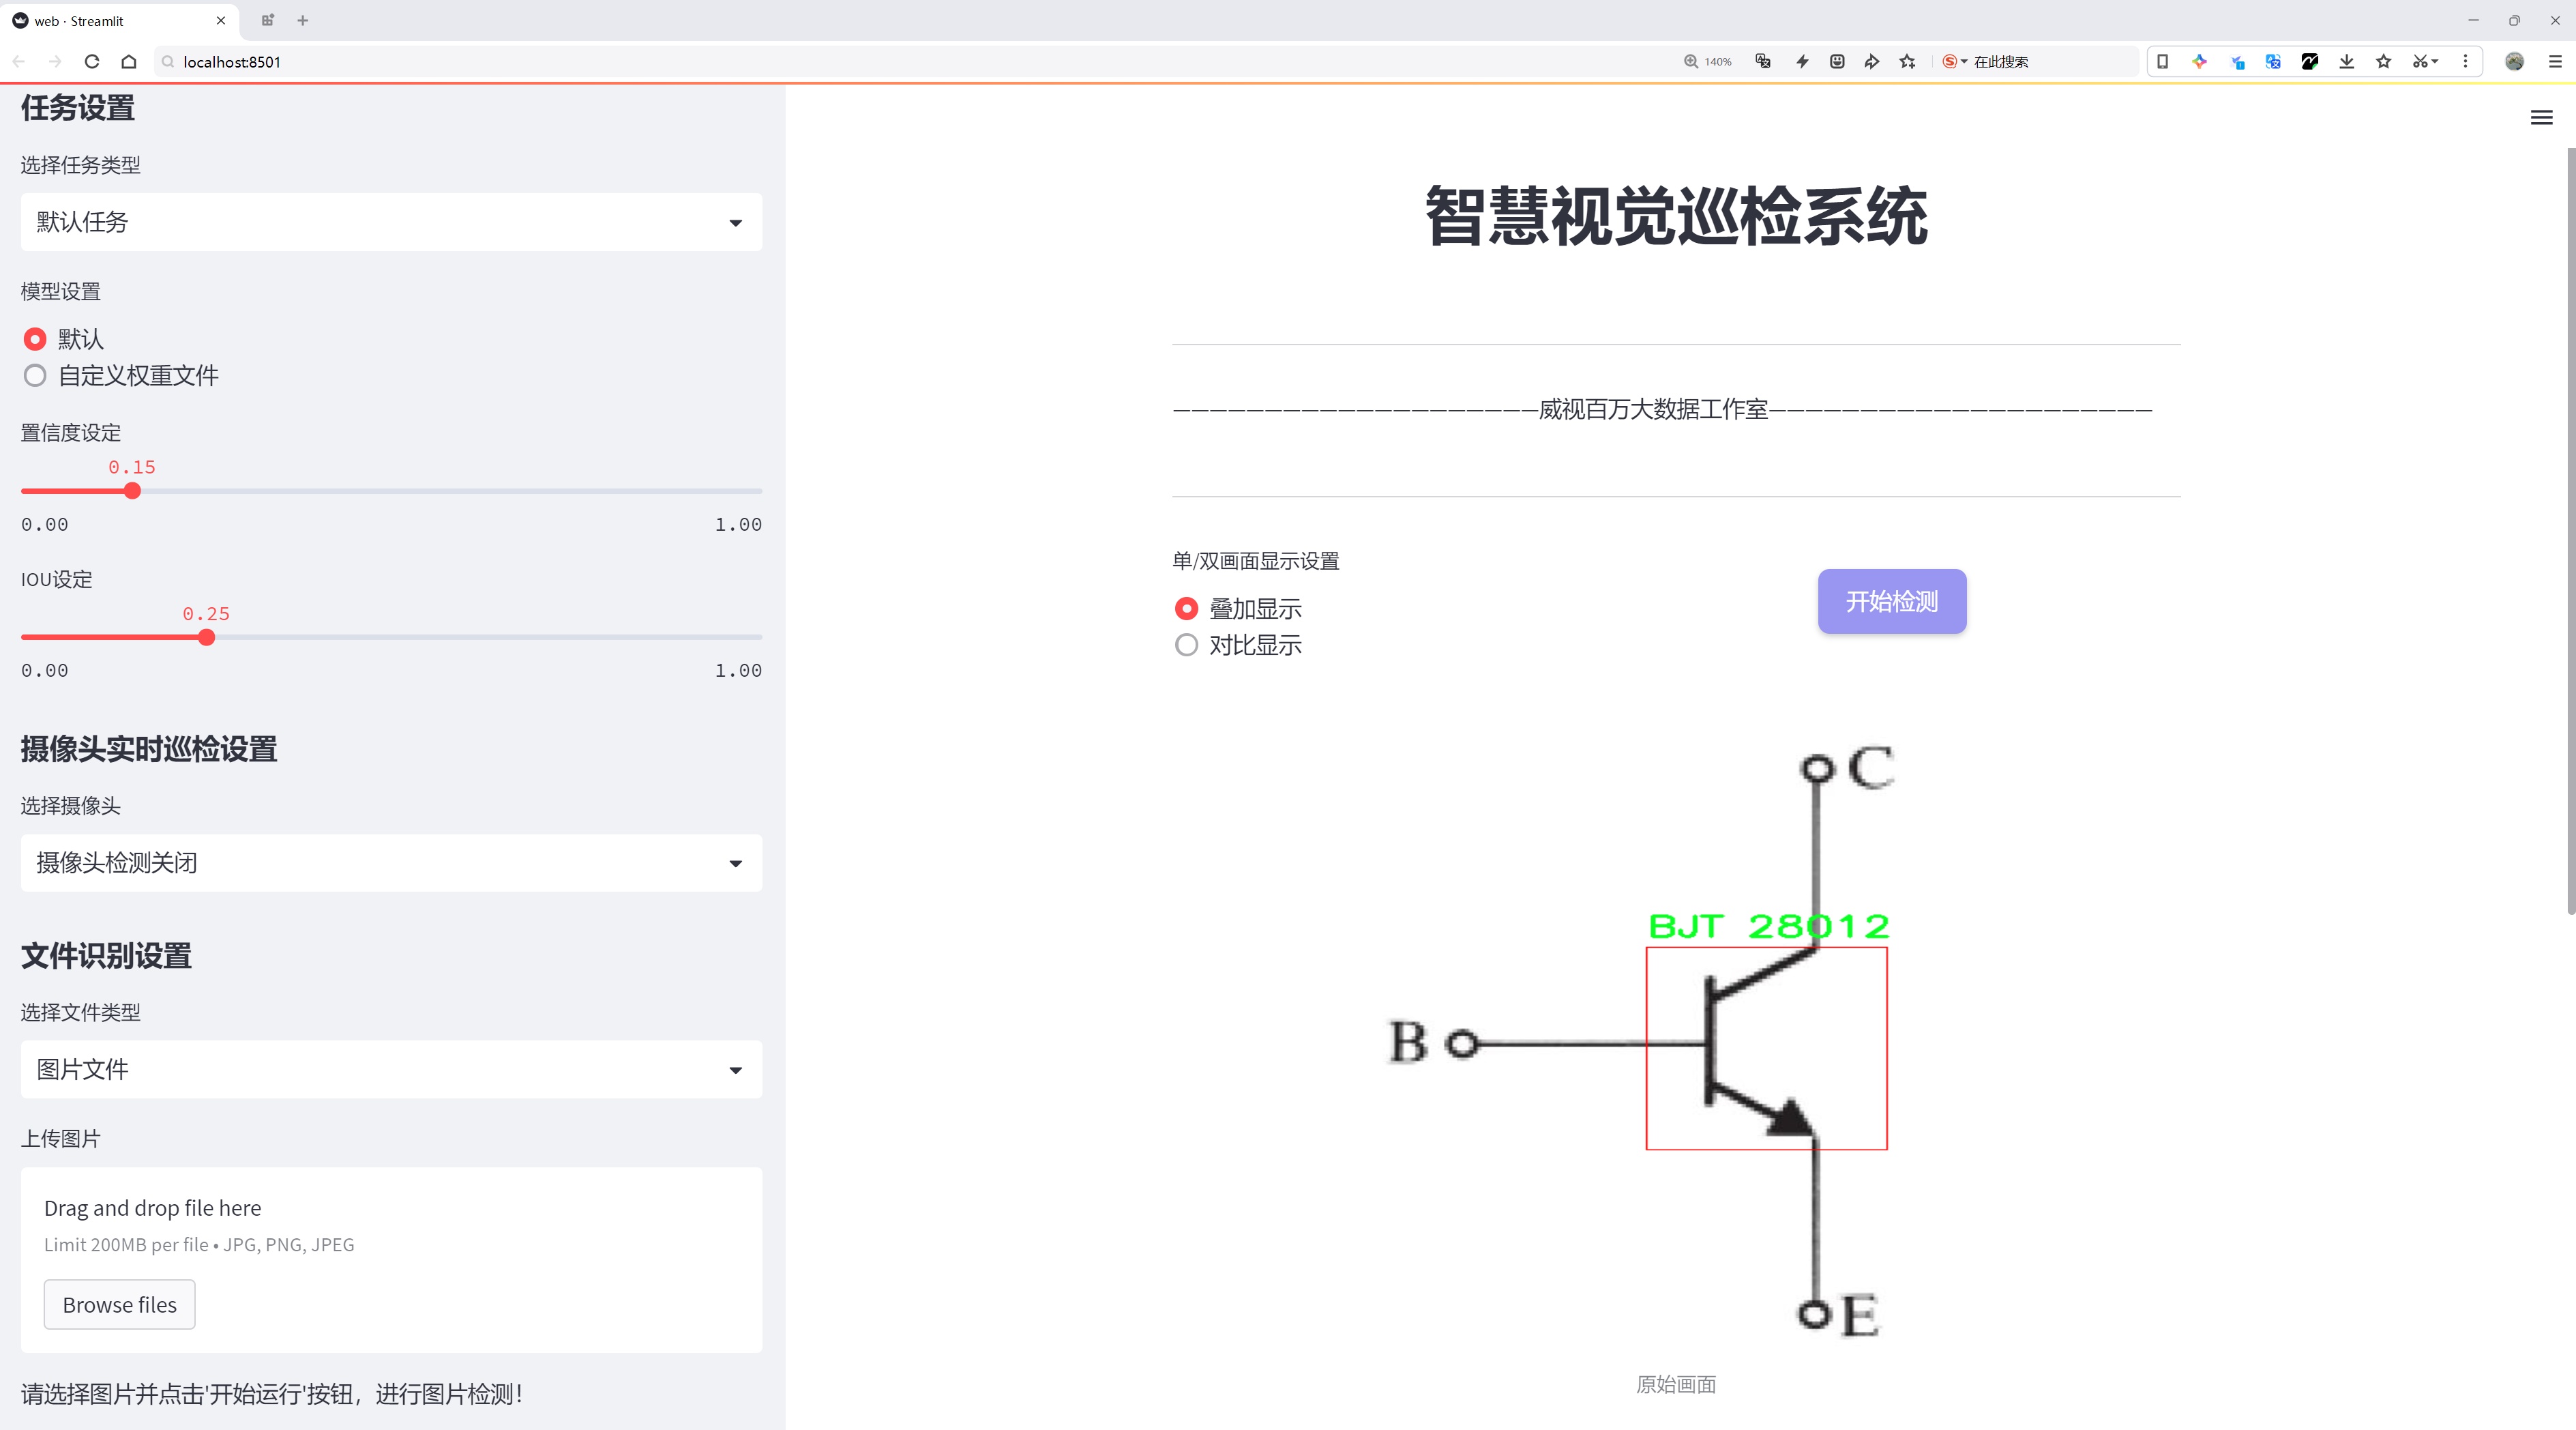 web · Streamlit
localhost:8501
140%
在此搜索
任务设置
选择任务类型
默认任务
模型设置
默认
自定义权重文件
置信度设定
0.15
0.00 1.00
IOU设定
0.25
0.00 1.00
摄像头实时巡检设置
选择摄像头
摄像头检测关闭
文件识别设置
选择文件类型
图片文件
上传图片
Drag and drop file here
Limit 200MB per file • JPG, PNG, JPEG
Browse files
请选择图片并点击'开始运行'按钮，进行图片检测！
智慧视觉巡检系统
————————————————————威视百万大数据工作室—————————————————————
单/双画面显示设置
叠加显示
对比显示
开始检测
C
BJT 28012
B
E
原始画面